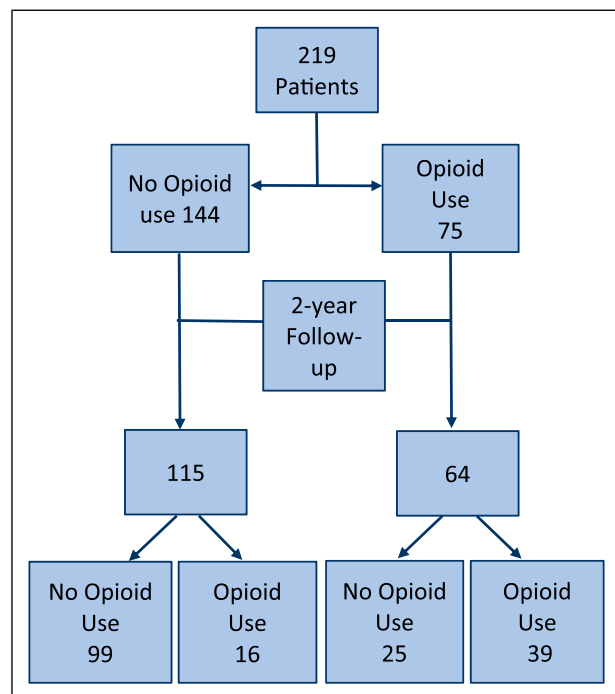 219
Patients
No Opioid
use 144
Opioid
Use
75
2-year
Follow-
up
115
64
No Opioid
Use
99
Opioid
Use
16
No Opioid
Use
25
Opioid
Use
39